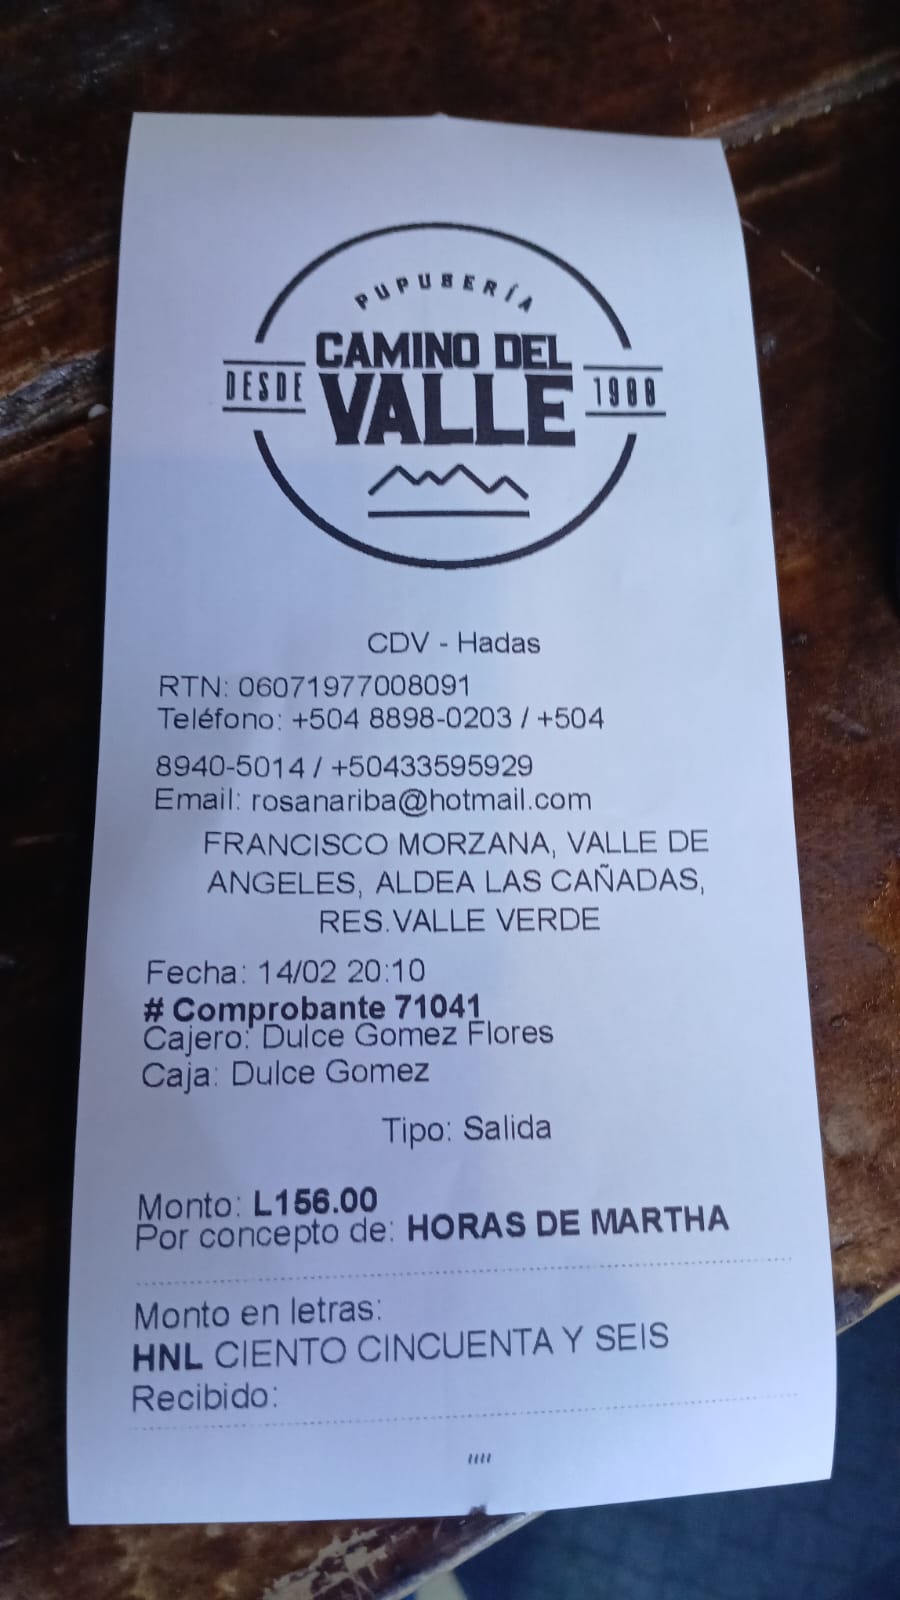 PUPUSERÍA
CAMINO DEL
DESDE VALLE 1988
CDV - Hadas
RTN: 06071977008091
Teléfono: +504 8898-0203 / +504
8940-5014 / +50433595929
Email: rosanariba@hotmail.com
FRANCISCO MORZANA, VALLE DE
ANGELES, ALDEA LAS CAÑADAS,
RES.VALLE VERDE
Fecha: 14/02 20:10
# Comprobante 71041
Cajero: Dulce Gomez Flores
Caja: Dulce Gomez
Tipo: Salida
Monto: L156.00
Por concepto de: HORAS DE MARTHA
Monto en letras:
HNL CIENTO CINCUENTA Y SEIS
Recibido:
""